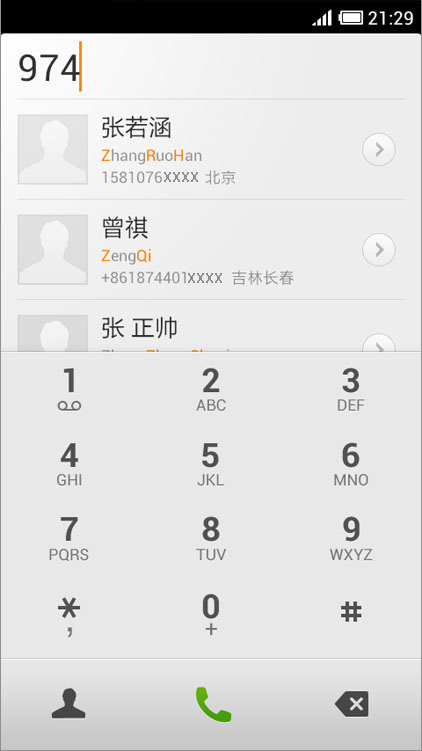 21:29
974
张若涵
ZhangRuoHan
1581076XXXX 北京
曾祺
ZengQi
+861874401XXXX 吉林长春
张 正帅
1
2
3
ABC
DEF
4
5
6
GHI
JKL
MNO
7
8
9
PQRS
TUV
WXYZ
*
0
#
,
+